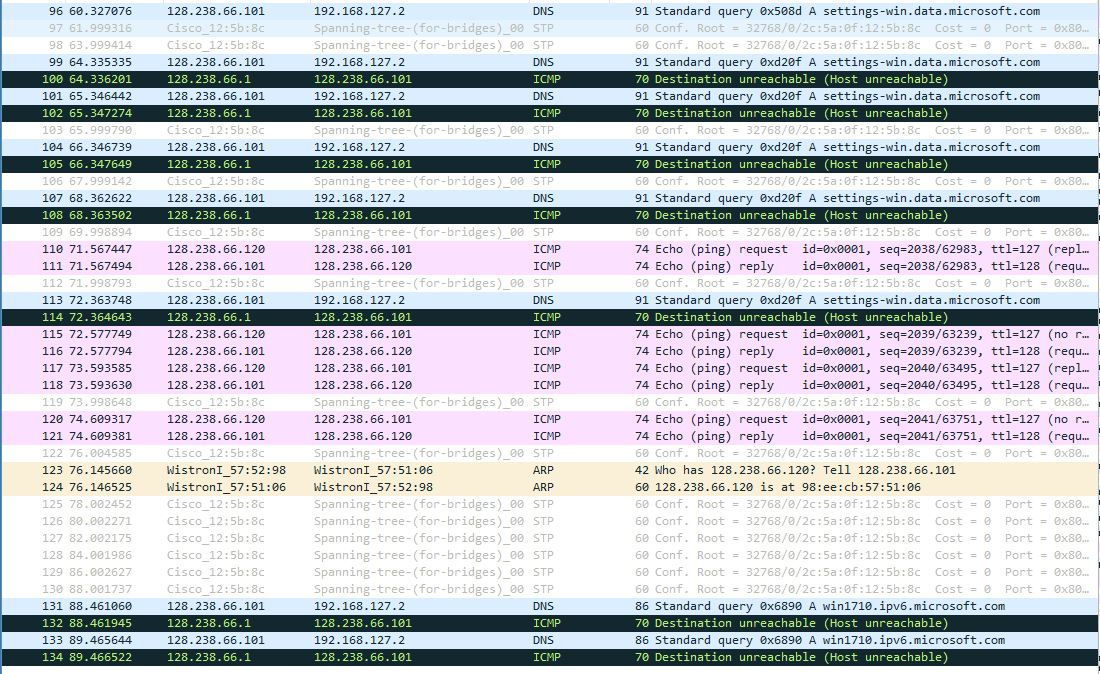 96 60.327076 128.238.66.101 192.168.127.2 DNS 91 Standard query 0x508d A settings-win.data.microsoft.com
97 61.999316 Cisco_12:5b:8c Spanning-tree-(for-bridges)_00 STP 60 Conf. Root = 32768/0/2c:5a:0f:12:5b:8c Cost = 0 Port = 0x80…
98 63.999414 Cisco_12:5b:8c Spanning-tree-(for-bridges)_00 STP 60 Conf. Root = 32768/0/2c:5a:0f:12:5b:8c Cost = 0 Port = 0x80…
99 64.335335 128.238.66.101 192.168.127.2 DNS 91 Standard query 0xd20f A settings-win.data.microsoft.com
100 64.336201 128.238.66.1 128.238.66.101 ICMP 70 Destination unreachable (Host unreachable)
101 65.346442 128.238.66.101 192.168.127.2 DNS 91 Standard query 0xd20f A settings-win.data.microsoft.com
102 65.347274 128.238.66.1 128.238.66.101 ICMP 70 Destination unreachable (Host unreachable)
103 65.999790 Cisco_12:5b:8c Spanning-tree-(for-bridges)_00 STP 60 Conf. Root = 32768/0/2c:5a:0f:12:5b:8c Cost = 0 Port = 0x80…
104 66.346739 128.238.66.101 192.168.127.2 DNS 91 Standard query 0xd20f A settings-win.data.microsoft.com
105 66.347649 128.238.66.1 128.238.66.101 ICMP 70 Destination unreachable (Host unreachable)
106 67.999142 Cisco_12:5b:8c Spanning-tree-(for-bridges)_00 STP 60 Conf. Root = 32768/0/2c:5a:0f:12:5b:8c Cost = 0 Port = 0x80…
107 68.362622 128.238.66.101 192.168.127.2 DNS 91 Standard query 0xd20f A settings-win.data.microsoft.com
108 68.363502 128.238.66.1 128.238.66.101 ICMP 70 Destination unreachable (Host unreachable)
109 69.998894 Cisco_12:5b:8c Spanning-tree-(for-bridges)_00 STP 60 Conf. Root = 32768/0/2c:5a:0f:12:5b:8c Cost = 0 Port = 0x80…
110 71.567447 128.238.66.120 128.238.66.101 ICMP 74 Echo (ping) request id=0x0001, seq=2038/62983, ttl=127 (repl…
111 71.567494 128.238.66.101 128.238.66.120 ICMP 74 Echo (ping) reply id=0x0001, seq=2038/62983, ttl=128 (requ…
112 71.998793 Cisco_12:5b:8c Spanning-tree-(for-bridges)_00 STP 60 Conf. Root = 32768/0/2c:5a:0f:12:5b:8c Cost = 0 Port = 0x80…
113 72.363748 128.238.66.101 192.168.127.2 DNS 91 Standard query 0xd20f A settings-win.data.microsoft.com
114 72.364643 128.238.66.1 128.238.66.101 ICMP 70 Destination unreachable (Host unreachable)
115 72.577749 128.238.66.120 128.238.66.101 ICMP 74 Echo (ping) request id=0x0001, seq=2039/63239, ttl=127 (no r…
116 72.577794 128.238.66.101 128.238.66.120 ICMP 74 Echo (ping) reply id=0x0001, seq=2039/63239, ttl=128 (requ…
117 73.593585 128.238.66.120 128.238.66.101 ICMP 74 Echo (ping) request id=0x0001, seq=2040/63495, ttl=127 (repl…
118 73.593630 128.238.66.101 128.238.66.120 ICMP 74 Echo (ping) reply id=0x0001, seq=2040/63495, ttl=128 (requ…
119 73.998648 Cisco_12:5b:8c Spanning-tree-(for-bridges)_00 STP 60 Conf. Root = 32768/0/2c:5a:0f:12:5b:8c Cost = 0 Port = 0x80…
120 74.609317 128.238.66.120 128.238.66.101 ICMP 74 Echo (ping) request id=0x0001, seq=2041/63751, ttl=127 (no r…
121 74.609381 128.238.66.101 128.238.66.120 ICMP 74 Echo (ping) reply id=0x0001, seq=2041/63751, ttl=128 (requ…
122 76.004585 Cisco_12:5b:8c Spanning-tree-(for-bridges)_00 STP 60 Conf. Root = 32768/0/2c:5a:0f:12:5b:8c Cost = 0 Port = 0x80…
123 76.145660 WistronI_57:52:98 WistronI_57:51:06 ARP 42 Who has 128.238.66.120? Tell 128.238.66.101
124 76.146525 WistronI_57:51:06 WistronI_57:52:98 ARP 60 128.238.66.120 is at 98:ee:cb:57:51:06
125 78.002452 Cisco_12:5b:8c Spanning-tree-(for-bridges)_00 STP 60 Conf. Root = 32768/0/2c:5a:0f:12:5b:8c Cost = 0 Port = 0x80…
126 80.002271 Cisco_12:5b:8c Spanning-tree-(for-bridges)_00 STP 60 Conf. Root = 32768/0/2c:5a:0f:12:5b:8c Cost = 0 Port = 0x80…
127 82.002175 Cisco_12:5b:8c Spanning-tree-(for-bridges)_00 STP 60 Conf. Root = 32768/0/2c:5a:0f:12:5b:8c Cost = 0 Port = 0x80…
128 84.001986 Cisco_12:5b:8c Spanning-tree-(for-bridges)_00 STP 60 Conf. Root = 32768/0/2c:5a:0f:12:5b:8c Cost = 0 Port = 0x80…
129 86.002627 Cisco_12:5b:8c Spanning-tree-(for-bridges)_00 STP 60 Conf. Root = 32768/0/2c:5a:0f:12:5b:8c Cost = 0 Port = 0x80…
130 88.001737 Cisco_12:5b:8c Spanning-tree-(for-bridges)_00 STP 60 Conf. Root = 32768/0/2c:5a:0f:12:5b:8c Cost = 0 Port = 0x80…
131 88.461060 128.238.66.101 192.168.127.2 DNS 86 Standard query 0x6890 A win1710.ipv6.microsoft.com
132 88.461945 128.238.66.1 128.238.66.101 ICMP 70 Destination unreachable (Host unreachable)
133 89.465644 128.238.66.101 192.168.127.2 DNS 86 Standard query 0x6890 A win1710.ipv6.microsoft.com
134 89.466522 128.238.66.1 128.238.66.101 ICMP 70 Destination unreachable (Host unreachable)